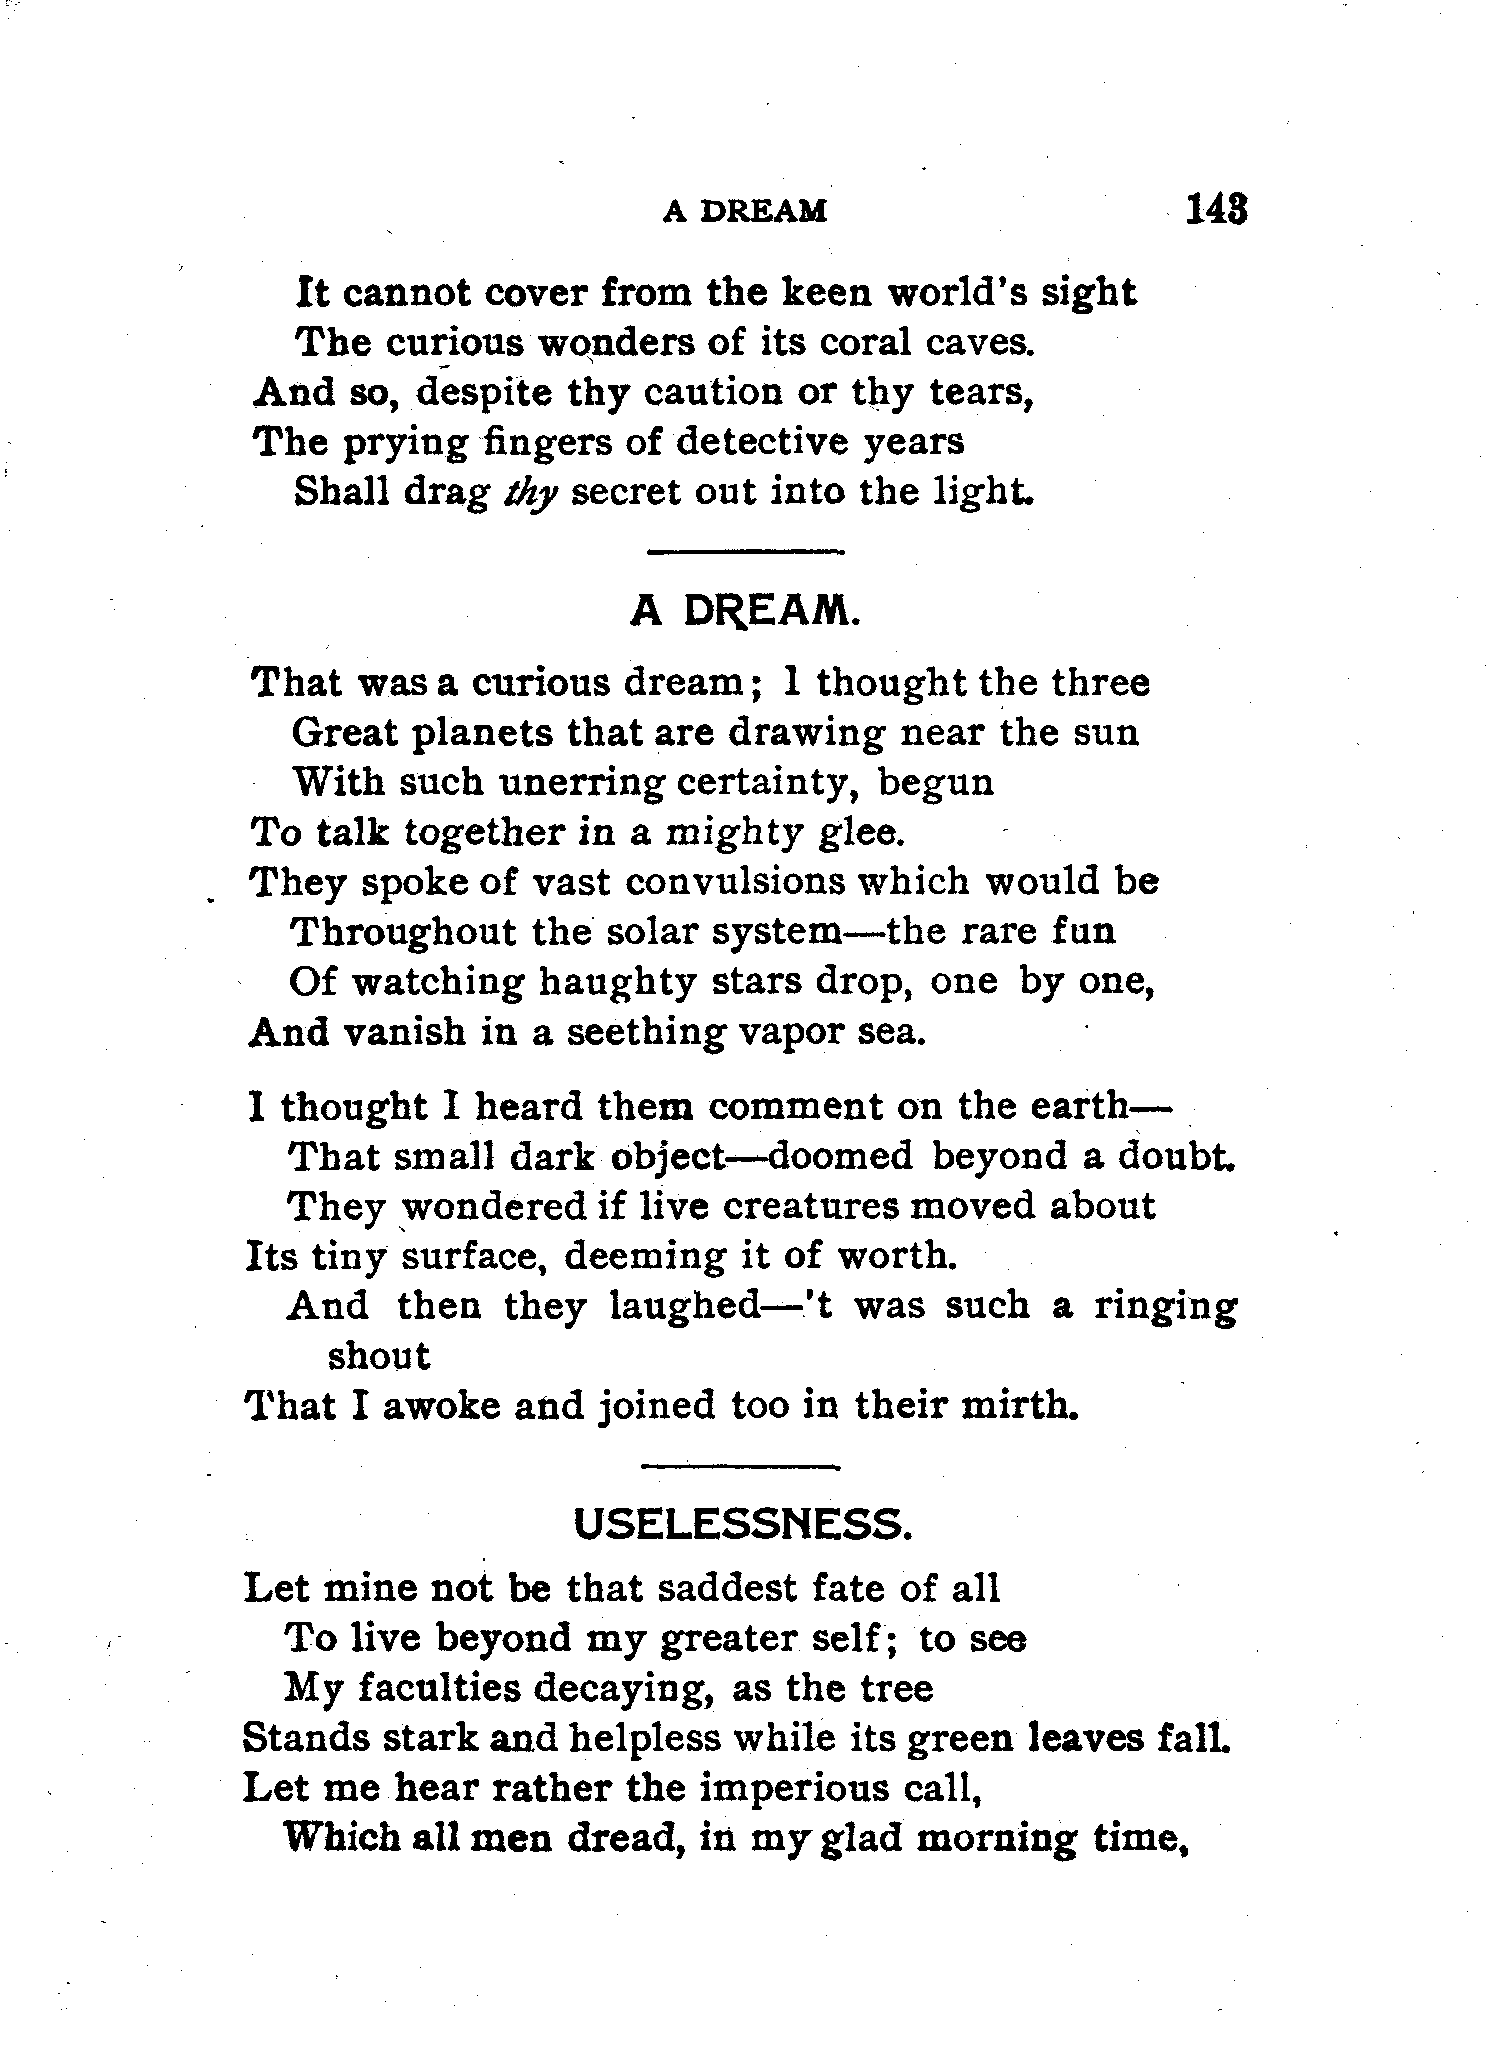 A DREAM 143
It cannot cover from the keen world's sight
The curious wonders of its coral caves.
And so, despite thy caution or thy tears,
The prying fingers of detective years
Shall drag thy secret out into the light.
A DREAM.
That was a curious dream; I thought the three
Great planets that are drawing near the sun
With such unerring certainty, begun
To talk together in a mighty glee.
They spoke of vast convulsions which would be
Throughout the solar system—the rare fun
Of watching haughty stars drop, one by one,
And vanish in a seething vapor sea.
I thought I heard them comment on the earth—
That small dark object—doomed beyond a doubt.
They wondered if live creatures moved about
Its tiny surface, deeming it of worth.
And then they laughed—'t was such a ringing
shout
That I awoke and joined too in their mirth.
USELESSNESS.
Let mine not be that saddest fate of all
To live beyond my greater self; to see
My faculties decaying, as the tree
Stands stark and helpless while its green leaves fall.
Let me hear rather the imperious call,
Which all men dread, in my glad morning time,